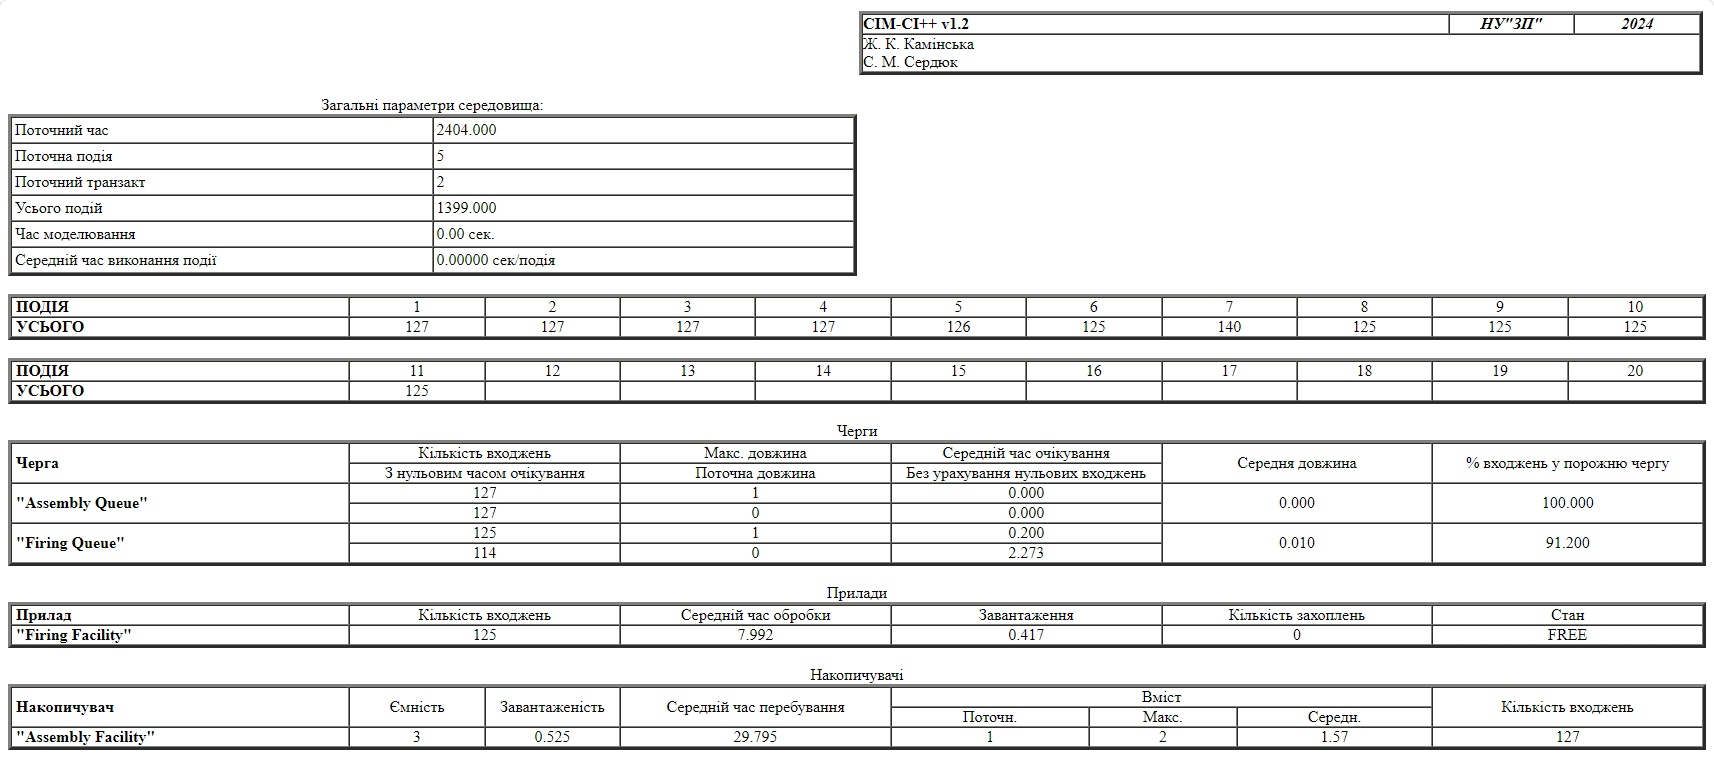 СІМ-СІ++ v1.2 НУ"ЗП" 2024
Ж. К. Камінська
С. М. Сердюк
Загальні параметри середовища:
Поточний час 2404.000
Поточна подія 5
Поточний транзакт 2
Усього подій 1399.000
Час моделювання 0.00 сек.
Середній час виконання події 0.00000 сек/подія
ПОДІЯ 1 2 3 4 5 6 7 8 9 10
УСЬОГО 127 127 127 127 126 125 140 125 125 125
ПОДІЯ 11 12 13 14 15 16 17 18 19 20
УСЬОГО 125
Черги
Черга Кількість входжень Макс. довжина Середній час очікування Середня довжина % входжень у порожню чергу
З нульовим часом очікування Поточна довжина Без урахування нульових входжень
"Assembly Queue" 127 1 0.000 0.000 100.000
127 0 0.000
"Firing Queue" 125 1 0.200 0.010 91.200
114 0 2.273
Прилади
Прилад Кількість входжень Середній час обробки Завантаження Кількість захоплень Стан
"Firing Facility" 125 7.992 0.417 0 FREE
Накопичувачі
Накопичувач Ємність Завантаженість Середній час перебування Вміст Кількість входжень
Поточн. Макс. Середн.
"Assembly Facility" 3 0.525 29.795 1 2 1.57 127